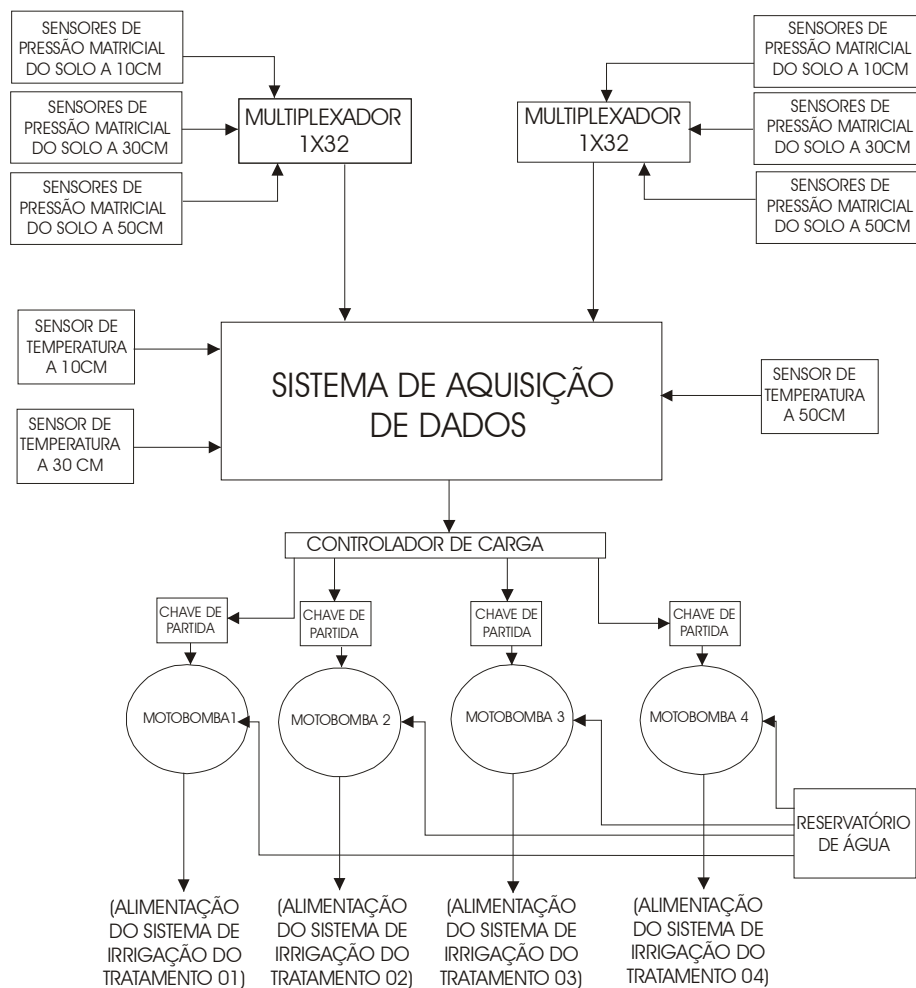 SENSORES DE
PRESSÃO MATRICIAL
DO SOLO A 10CM
SENSORES DE
PRESSÃO MATRICIAL
DO SOLO A 30CM
SENSORES DE
PRESSÃO MATRICIAL
DO SOLO A 50CM
MULTIPLEXADOR
1X32
MULTIPLEXADOR
1X32
SENSORES DE
PRESSÃO MATRICIAL
DO SOLO A 10CM
SENSORES DE
PRESSÃO MATRICIAL
DO SOLO A 30CM
SENSORES DE
PRESSÃO MATRICIAL
DO SOLO A 50CM
SENSOR DE
TEMPERATURA
A 10CM
SENSOR DE
TEMPERATURA
A 30 CM
SISTEMA DE AQUISIÇÃO
DE DADOS
SENSOR DE
TEMPERATURA
A 50CM
CONTROLADOR DE CARGA
CHAVE DE
PARTIDA
CHAVE DE
PARTIDA
CHAVE DE
PARTIDA
CHAVE DE
PARTIDA
MOTOBOMBA1
MOTOBOMBA 2
MOTOBOMBA 3
MOTOBOMBA 4
RESERVATÓRIO
DE ÁGUA
(ALIMENTAÇÃO
DO SISTEMA DE
IRRIGAÇÃO DO
TRATAMENTO 01)
(ALIMENTAÇÃO
DO SISTEMA DE
IRRIGAÇÃO DO
TRATAMENTO 02)
(ALIMENTAÇÃO
DO SISTEMA DE
IRRIGAÇÃO DO
TRATAMENTO 03)
(ALIMENTAÇÃO
DO SISTEMA DE
IRRIGAÇÃO DO
TRATAMENTO 04)